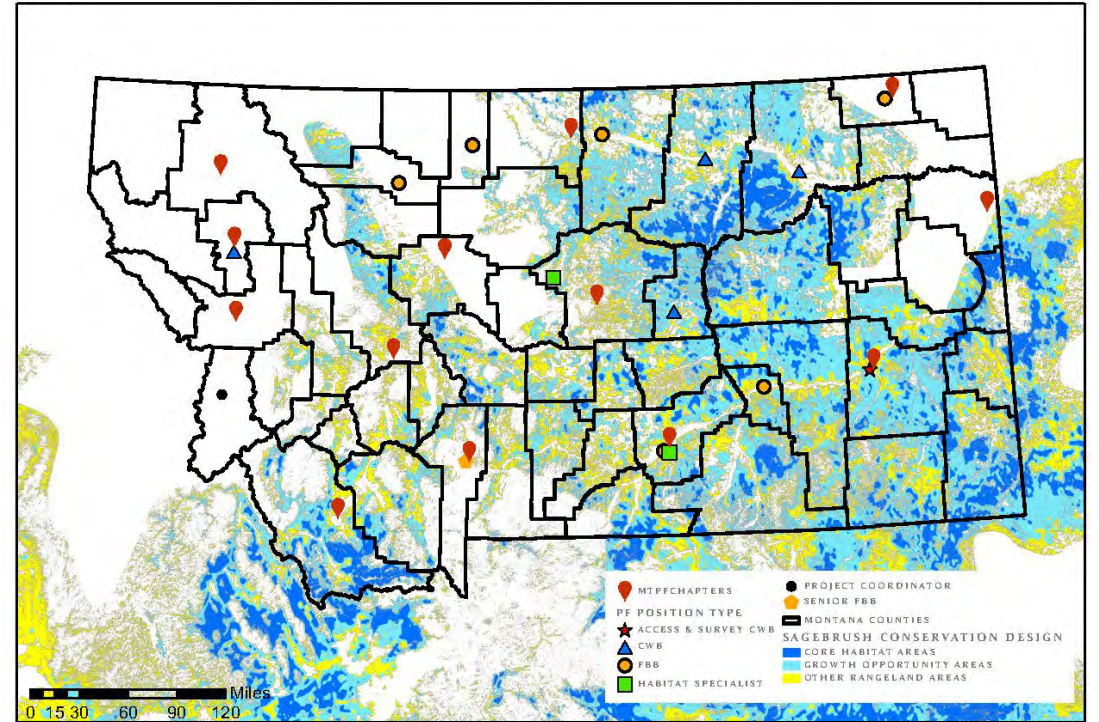 MTPFCHAPTERS
PF POSITION TYPE
ACCESS & SURVEY CWB
CWB
FBB
HABITAT SPECIALIST
PROJECT COORDINATOR
SENIOR FBB
MONTANA COUNTIES
SAGEBRUSH CONSERVATION DESIGN
CORE HABITAT AREAS
GROWTH OPPORTUNITY AREAS
OTHER RANGELAND AREAS
Miles
0 15 30 60 90 120